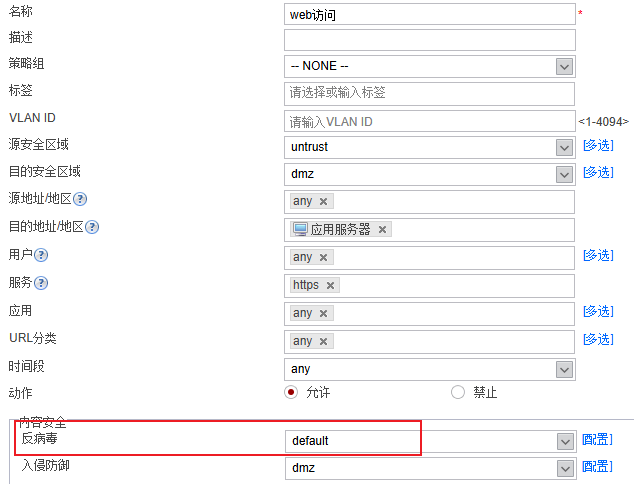 名称 web访问 *
描述
策略组 -- NONE --
标签 请选择或输入标签
VLAN ID 请输入VLAN ID <1-4094>
源安全区域 untrust [多选]
目的安全区域 dmz [多选]
源地址/地区 ? any ×
目的地址/地区 ? 应用服务器 ×
用户 ? any × [多选]
服务 ? https ×
应用 any × [多选]
URL分类 any × [多选]
时间段 any
动作 允许 禁止
内容安全
反病毒 default [配置]
入侵防御 dmz [配置]